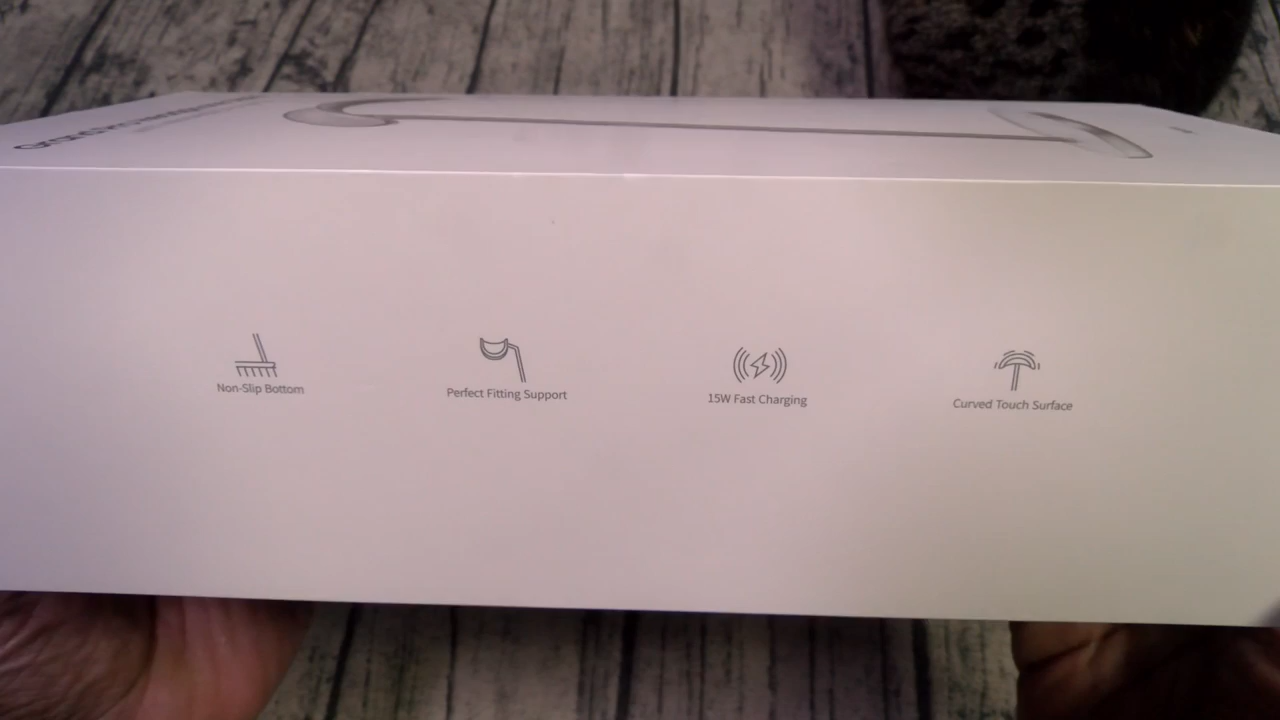 Non-Slip Bottom
Perfect Fitting Support
15W Fast Charging
Curved Touch Surface